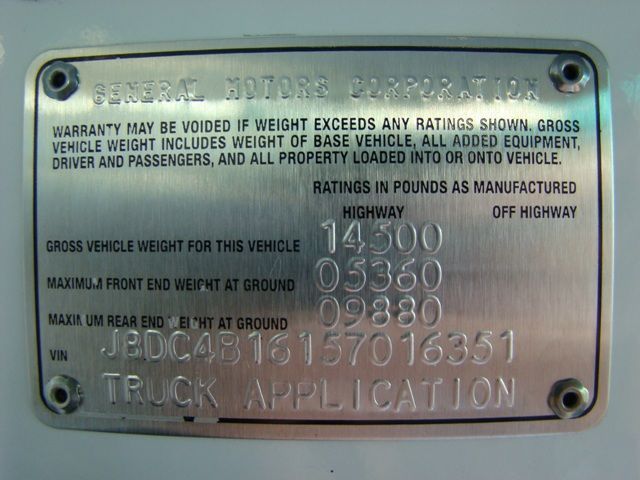 GENERAL MOTORS CORPORATION
WARRANTY MAY BE VOIDED IF WEIGHT EXCEEDS ANY RATINGS SHOWN. GROSS
VEHICLE WEIGHT INCLUDES WEIGHT OF BASE VEHICLE, ALL ADDED EQUIPMENT,
DRIVER AND PASSENGERS, AND ALL PROPERTY LOADED INTO OR ONTO VEHICLE.
RATINGS IN POUNDS AS MANUFACTURED
HIGHWAY OFF HIGHWAY
GROSS VEHICLE WEIGHT FOR THIS VEHICLE 14500
MAXIMUM FRONT END WEIGHT AT GROUND 05360
MAXIMUM REAR END WEIGHT AT GROUND 09880
VIN J8DC4B16157016351
TRUCK APPLICATION